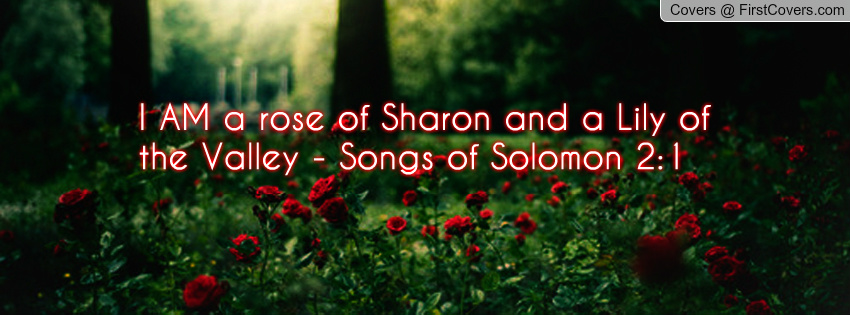 Covers @ FirstCovers.com
I AM a rose of Sharon and a Lily of
the Valley - Songs of Solomon 2:1